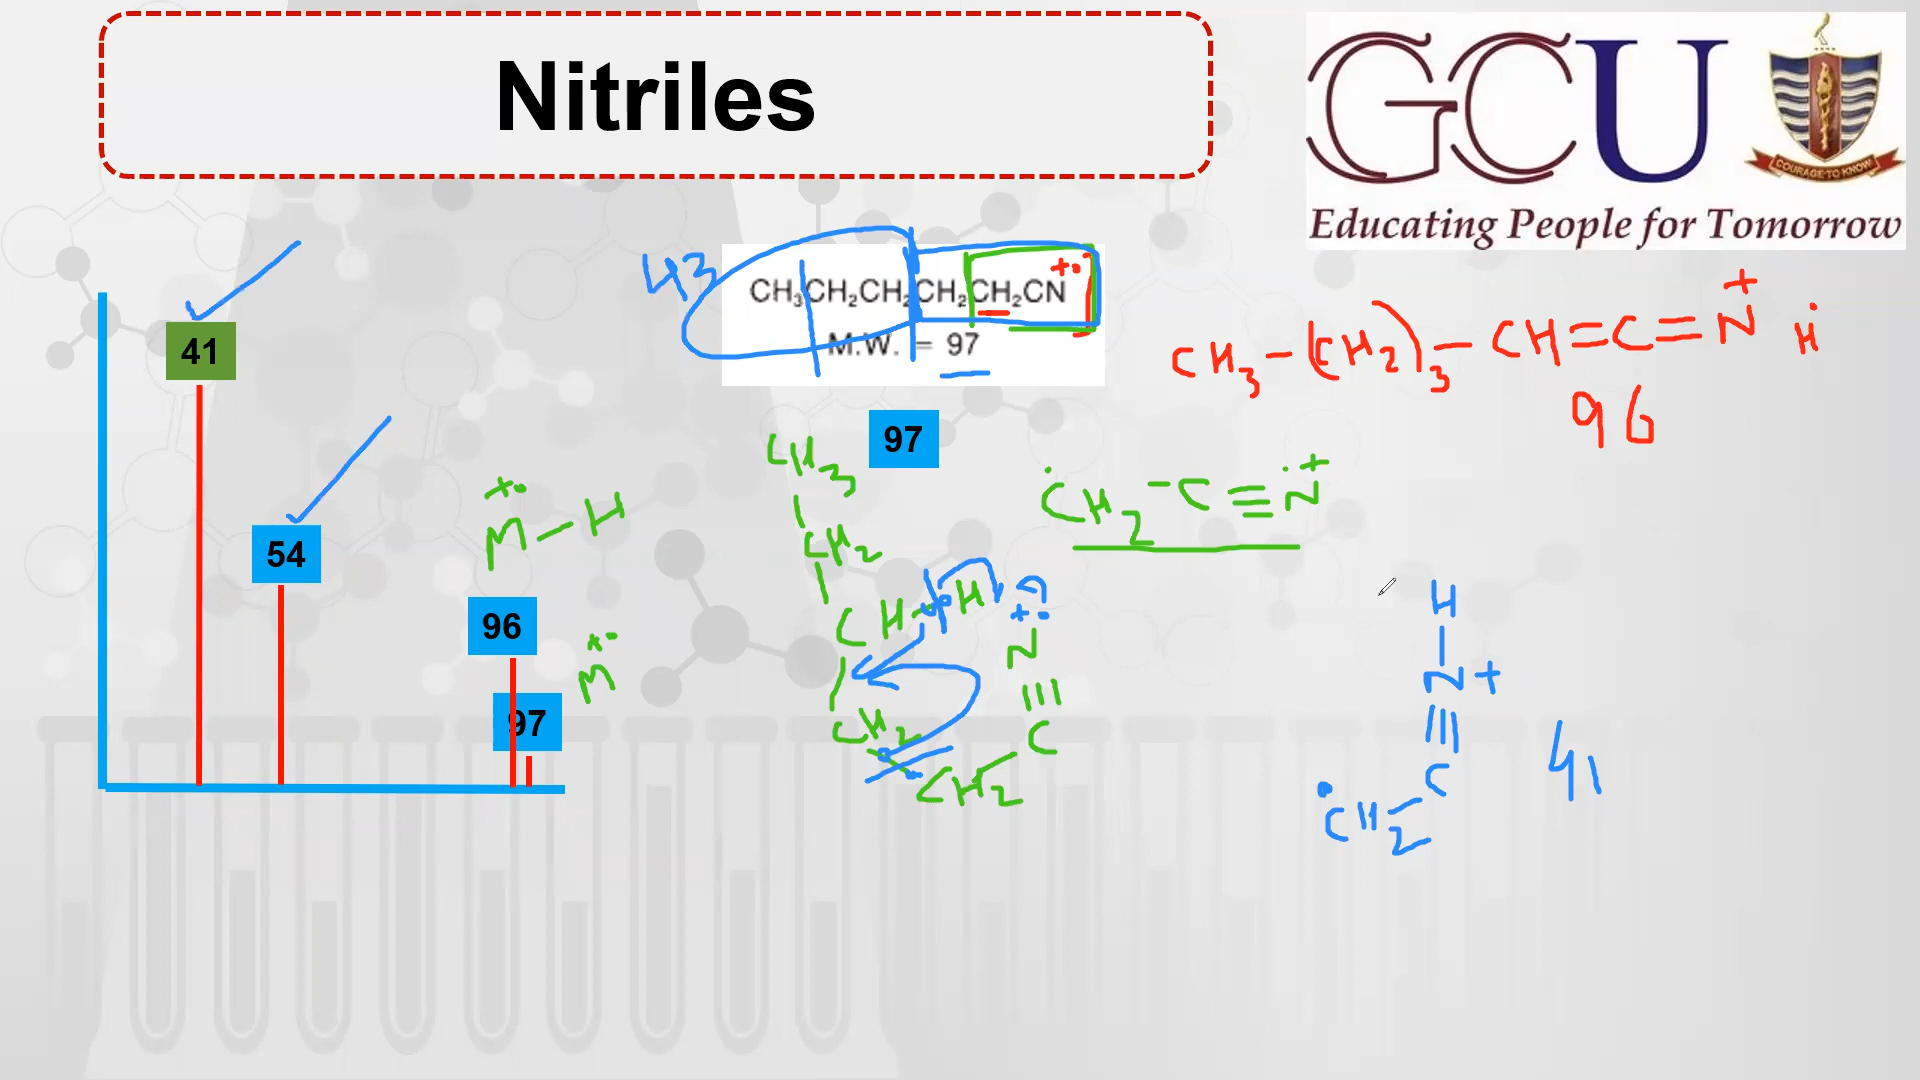 Nitriles
GCU
COURAGE TO KNOW
Educating People for Tomorrow
43
CH₃CH₂CH₂CH₂CH₂CN
+•
M.W. = 97
97
41
54
96
97
M–H
+•
M
+•
CH₃–(CH₂)₃–CH=C=N
+
H
96
CH₃
CH₂
CH–H
CH₂
CH₂
C
N
+•
CH₂–C≡N
+
H
N+
C
CH₂
41